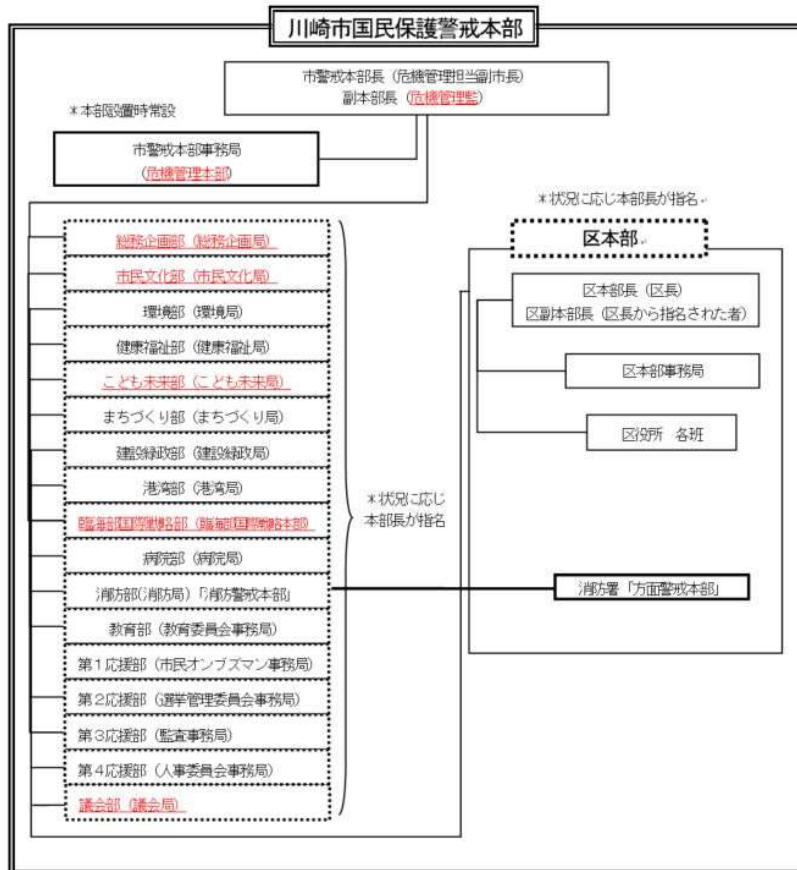 川崎市国民保護警戒本部
市警戒本部長（危機管理担当副市長）
副本部長（危機管理監）
＊本部設置時常設
市警戒本部事務局
（危機管理本部）
＊状況に応じ本部長が指名
区本部
総務企画部（総務企画局）
市民文化部（市民文化局）
環境部（環境局）
健康福祉部（健康福祉局）
こども未来部（こども未来局）
まちづくり部（まちづくり局）
建設緑政部（建設緑政局）
港湾部（港湾局）
臨海部国際戦略部（臨海部国際戦略本部）
病院部（病院局）
消防部（消防局）「消防警戒本部」
教育部（教育委員会事務局）
第１応援部（市民オンブズマン事務局）
第２応援部（選挙管理委員会事務局）
第３応援部（監査事務局）
第４応援部（人事委員会事務局）
議会部（議会局）
＊状況に応じ
本部長が指名
区本部長（区長）
区副本部長（区長から指名された者）
区本部事務局
区役所　各班
消防署「方面警戒本部」